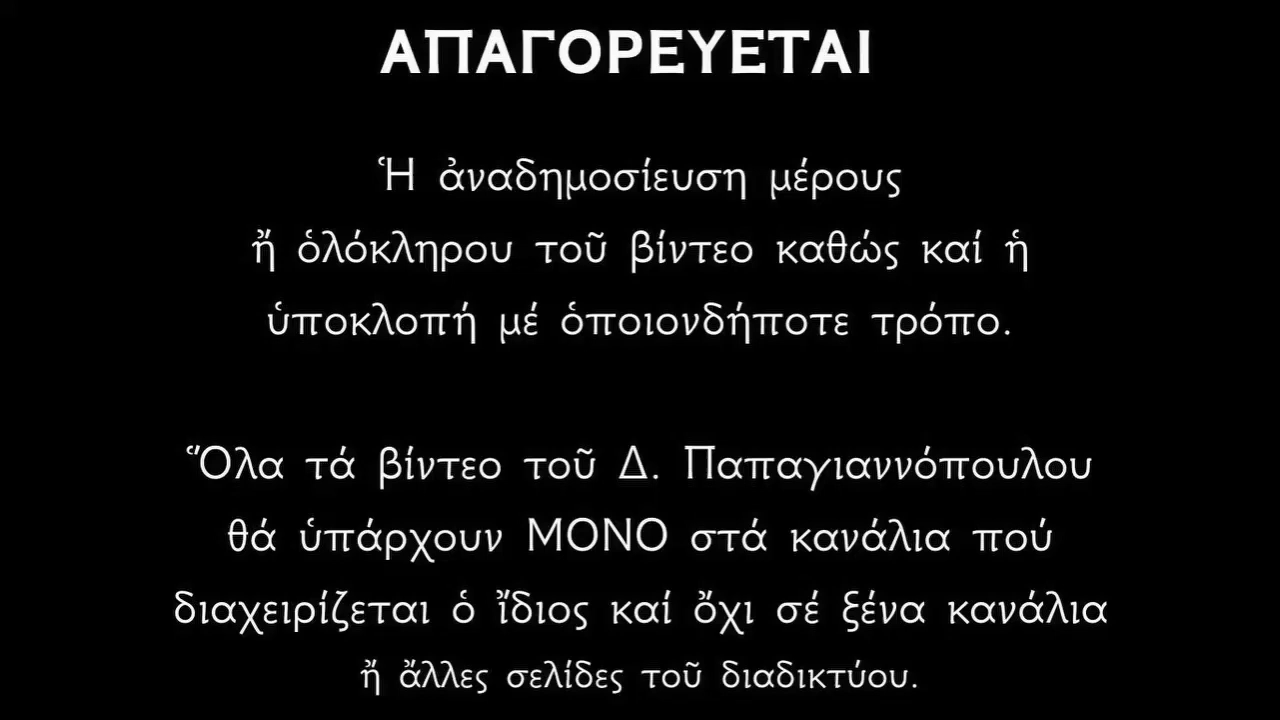 ΑΠΑΓΟΡΕΥΕΤΑΙ
Ἡ ἀναδημοσίευση μέρους
ἤ ὁλόκληρου τοῦ βίντεο καθώς καί ἡ
ὑποκλοπή μέ ὁποιονδήποτε τρόπο.
Ὅλα τά βίντεο τοῦ Δ. Παπαγιαννόπουλου
θά ὑπάρχουν ΜΟΝΟ στά κανάλια πού
διαχειρίζεται ὁ ἴδιος καί ὄχι σέ ξένα κανάλια
ἤ ἄλλες σελίδες τοῦ διαδικτύου.